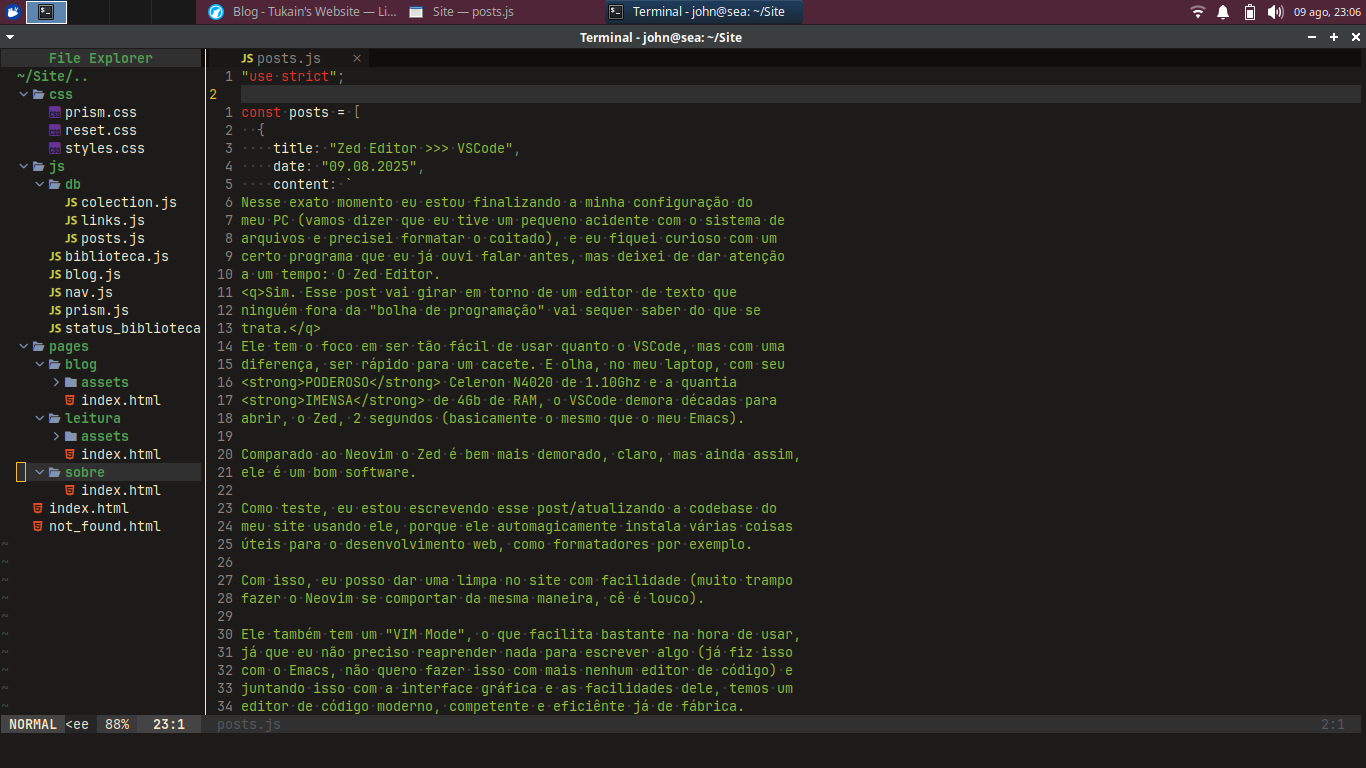 Blog - Tukain's Website — Li...
Site — posts.js
Terminal - john@sea: ~/Site
09 ago, 23:06
Terminal - john@sea: ~/Site
File Explorer
~/Site/..
css
prism.css
reset.css
styles.css
js
db
JS colection.js
JS links.js
JS posts.js
JS biblioteca.js
JS blog.js
JS nav.js
JS prism.js
JS status_biblioteca
pages
blog
assets
index.html
leitura
assets
index.html
sobre
index.html
index.html
not_found.html
~
~
~
~
~
~
~
~
~
~
NORMAL <ee 88% 23:1
JS posts.js ×
1 "use strict";
2
1 const posts = [
2 {
3 title: "Zed Editor >>> VSCode",
4 date: "09.08.2025",
5 content: `
6 Nesse exato momento eu estou finalizando a minha configuração do
7 meu PC (vamos dizer que eu tive um pequeno acidente com o sistema de
8 arquivos e precisei formatar o coitado), e eu fiquei curioso com um
9 certo programa que eu já ouvi falar antes, mas deixei de dar atenção
10 a um tempo: O Zed Editor.
11 <q>Sim. Esse post vai girar em torno de um editor de texto que
12 ninguém fora da "bolha de programação" vai sequer saber do que se
13 trata.</q>
14 Ele tem o foco em ser tão fácil de usar quanto o VSCode, mas com uma
15 diferença, ser rápido para um cacete. E olha, no meu laptop, com seu
16 <strong>PODEROSO</strong> Celeron N4020 de 1.10Ghz e a quantia
17 <strong>IMENSA</strong> de 4Gb de RAM, o VSCode demora décadas para
18 abrir, o Zed, 2 segundos (basicamente o mesmo que o meu Emacs).
19
20 Comparado ao Neovim o Zed é bem mais demorado, claro, mas ainda assim,
21 ele é um bom software.
22
23 Como teste, eu estou escrevendo esse post/atualizando a codebase do
24 meu site usando ele, porque ele automagicamente instala várias coisas
25 úteis para o desenvolvimento web, como formatadores por exemplo.
26
27 Com isso, eu posso dar uma limpa no site com facilidade (muito trampo
28 fazer o Neovim se comportar da mesma maneira, cê é louco).
29
30 Ele também tem um "VIM Mode", o que facilita bastante na hora de usar,
31 já que eu não preciso reaprender nada para escrever algo (já fiz isso
32 com o Emacs, não quero fazer isso com mais nenhum editor de código) e
33 juntando isso com a interface gráfica e as facilidades dele, temos um
34 editor de código moderno, competente e eficiênte já de fábrica.
posts.js 2:1